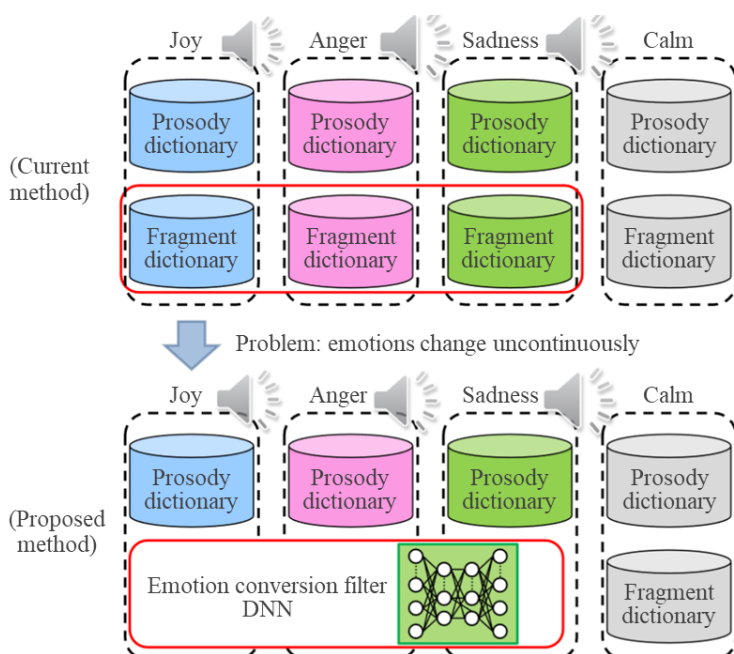 Joy Anger Sadness Calm
Prosody dictionary Prosody dictionary Prosody dictionary Prosody dictionary
(Current method)
Fragment dictionary Fragment dictionary Fragment dictionary Fragment dictionary
Problem: emotions change uncontinuously
Joy Anger Sadness Calm
Prosody dictionary Prosody dictionary Prosody dictionary Prosody dictionary
(Proposed method)
Emotion conversion filter
DNN
Fragment dictionary